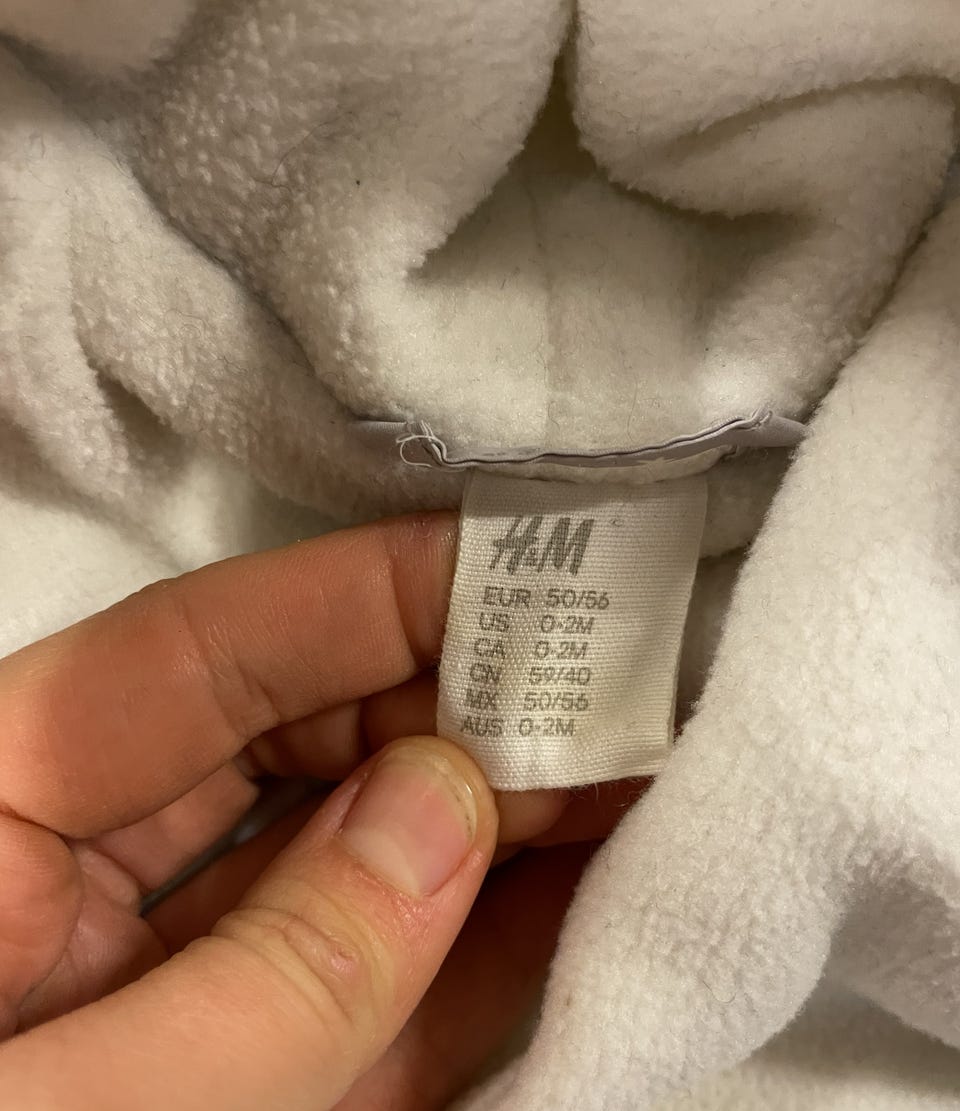 H&M
EUR 50/56
US 0-2M
CA 0-2M
CN 59/40
MX 50/56
AUS 0-2M